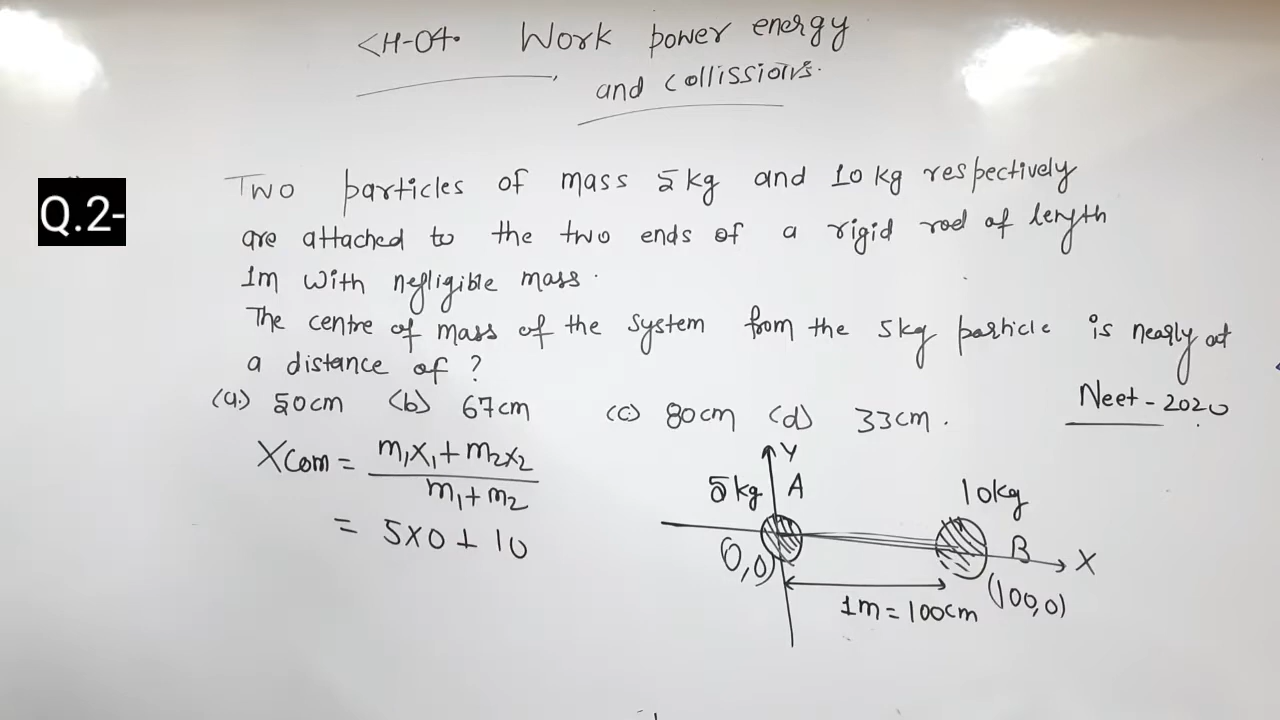 CH-04. Work power energy
and collissions.
Q.2-
Two particles of mass 5kg and 10 kg respectively
are attached to the two ends of a rigid rod of length
1m with negligible mass.
The centre of mass of the system from the 5kg particle is nearly at
a distance of ?
(a.) 50cm (b) 67cm (c) 80cm (d) 33cm.
Neet - 2020
Xcom = m₁x₁+m₂x₂
m₁+m₂
= 5×0+10
Y
5kg A
10kg
B
X
0,0)
(100,0)
1m=100cm